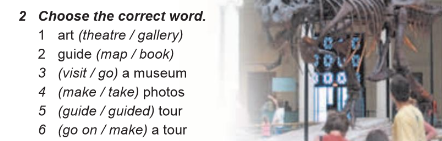 2 Choose the correct word.
1 art (theatre / gallery)
2 guide (map / book)
3 (visit / go) a museum
4 (make / take) photos
5 (guide / guided) tour
6 (go on / make) a tour